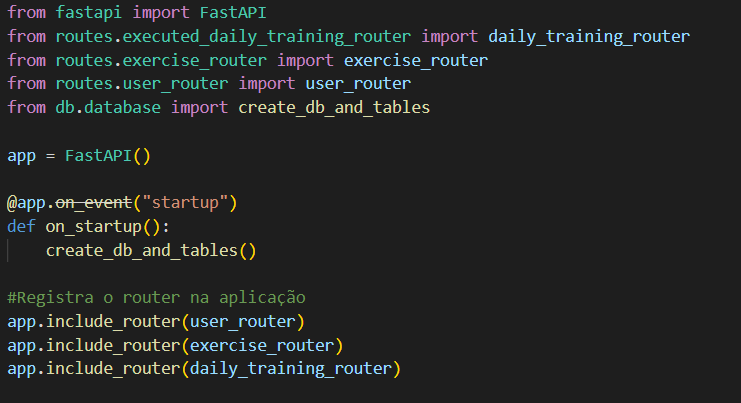 from fastapi import FastAPI
from routes.executed_daily_training_router import daily_training_router
from routes.exercise_router import exercise_router
from routes.user_router import user_router
from db.database import create_db_and_tables
app = FastAPI()
@app.on_event("startup")
def on_startup():
    create_db_and_tables()
#Registra o router na aplicação
app.include_router(user_router)
app.include_router(exercise_router)
app.include_router(daily_training_router)